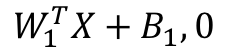 $W_1^T X + B_1, 0$